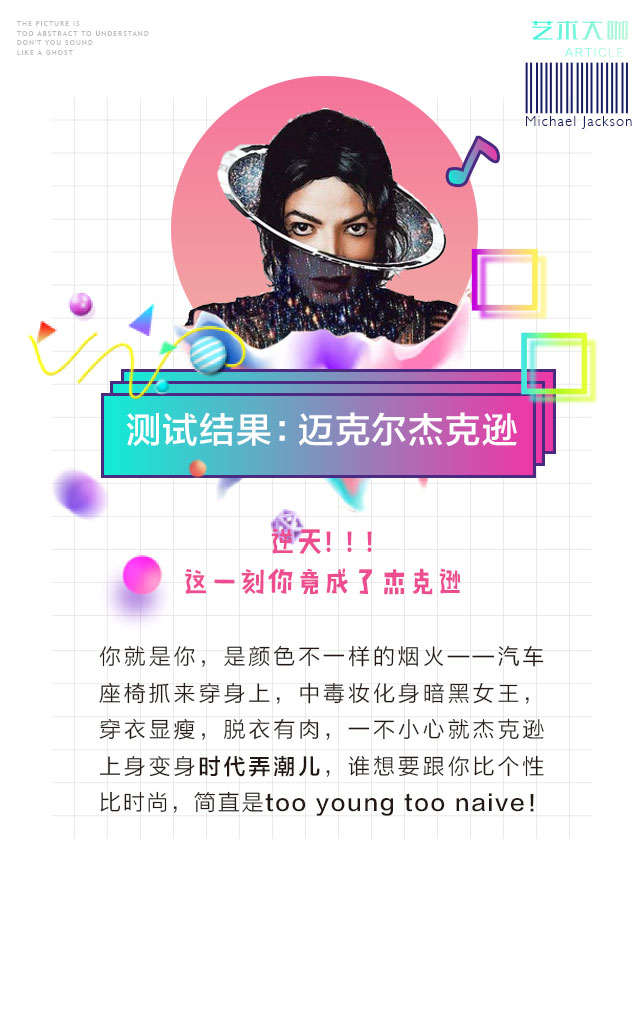 THE PICTURE IS
TOO ABSTRACT TO UNDERSTAND
DON'T YOU SOUND
LIKE A GHOST
艺术大咖
ARTICLE
Michael Jackson
测试结果：迈克尔杰克逊
逆天！！！
这一刻你竟成了杰克逊
你就是你，是颜色不一样的烟火——汽车
座椅抓来穿身上，中毒妆化身暗黑女王，
穿衣显瘦，脱衣有肉，一不小心就杰克逊
上身变身时代弄潮儿，谁想要跟你比个性
比时尚，简直是too young too naive！